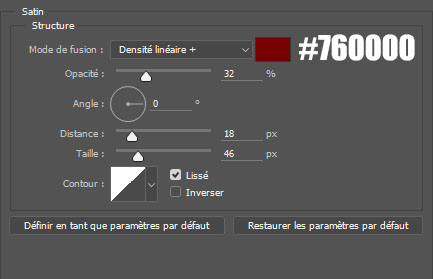 Satin
Structure
Mode de fusion : Densité linéaire + #760000
Opacité : 32 %
Angle : 0 °
Distance : 18 px
Taille : 46 px
Contour : Lissé
Inverser
Définir en tant que paramètres par défaut Restaurer les paramètres par défaut